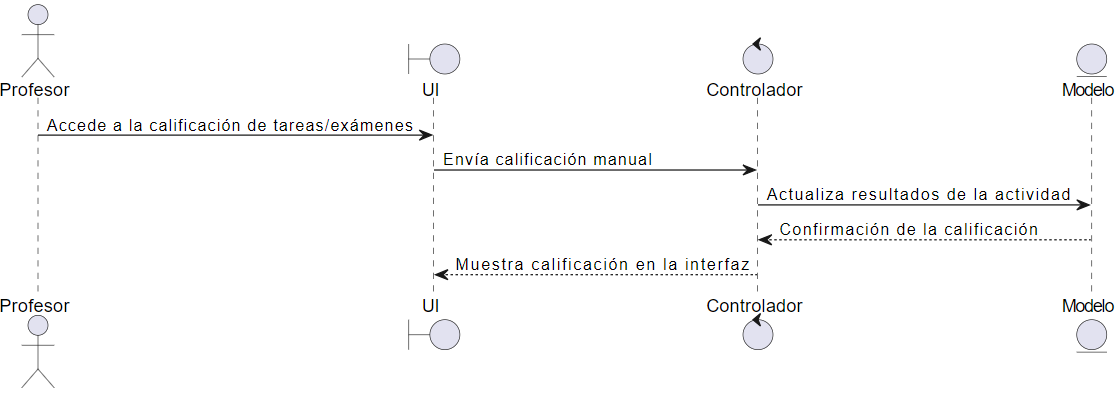 Profesor
UI
Controlador
Modelo
Accede a la calificación de tareas/exámenes
Envía calificación manual
Actualiza resultados de la actividad
Confirmación de la calificación
Muestra calificación en la interfaz
Profesor
UI
Controlador
Modelo